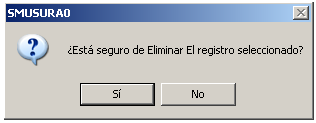 SMUSURA0
¿Está seguro de Eliminar El registro seleccionado?
Sí
No